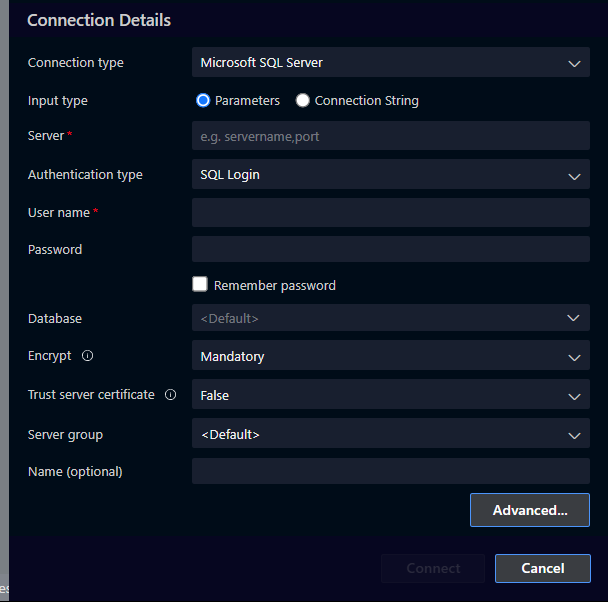 Connection Details
Connection type Microsoft SQL Server
Input type Parameters Connection String
Server * e.g. servername,port
Authentication type SQL Login
User name *
Password
Remember password
Database <Default>
Encrypt Mandatory
Trust server certificate False
Server group <Default>
Name (optional)
Advanced...
Connect Cancel